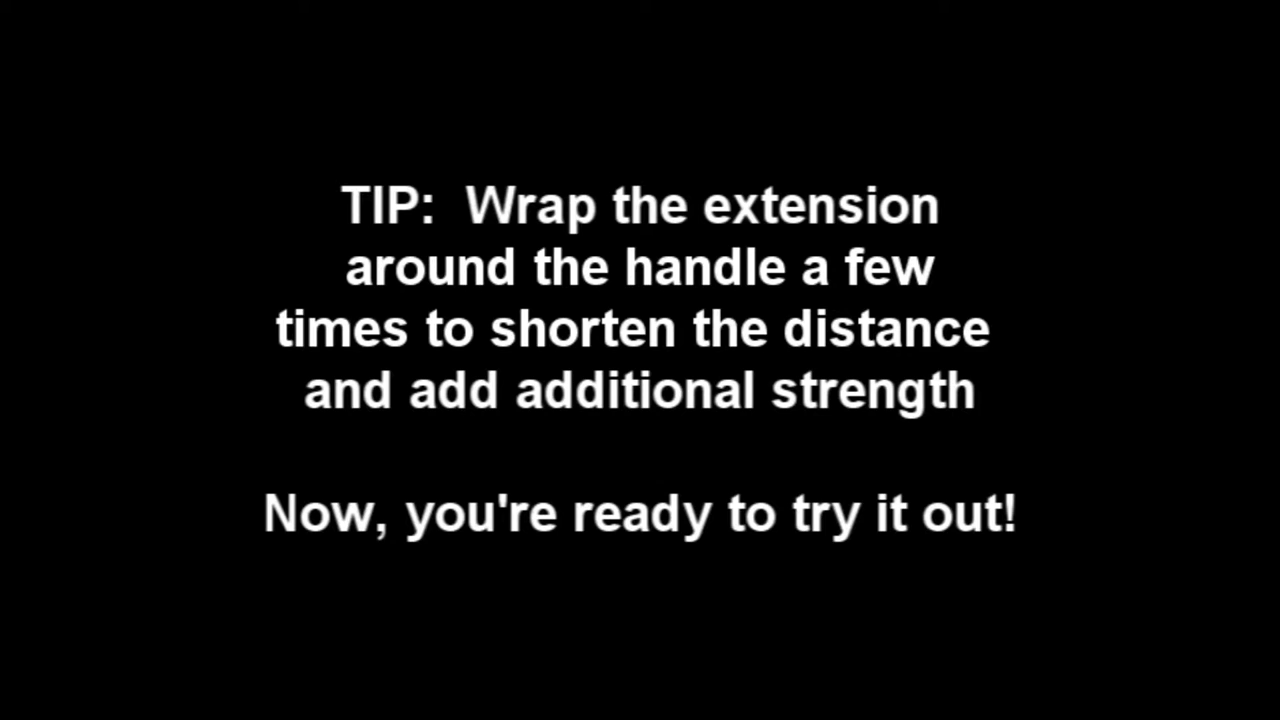 TIP:  Wrap the extension
around the handle a few
times to shorten the distance
and add additional strength
Now, you're ready to try it out!